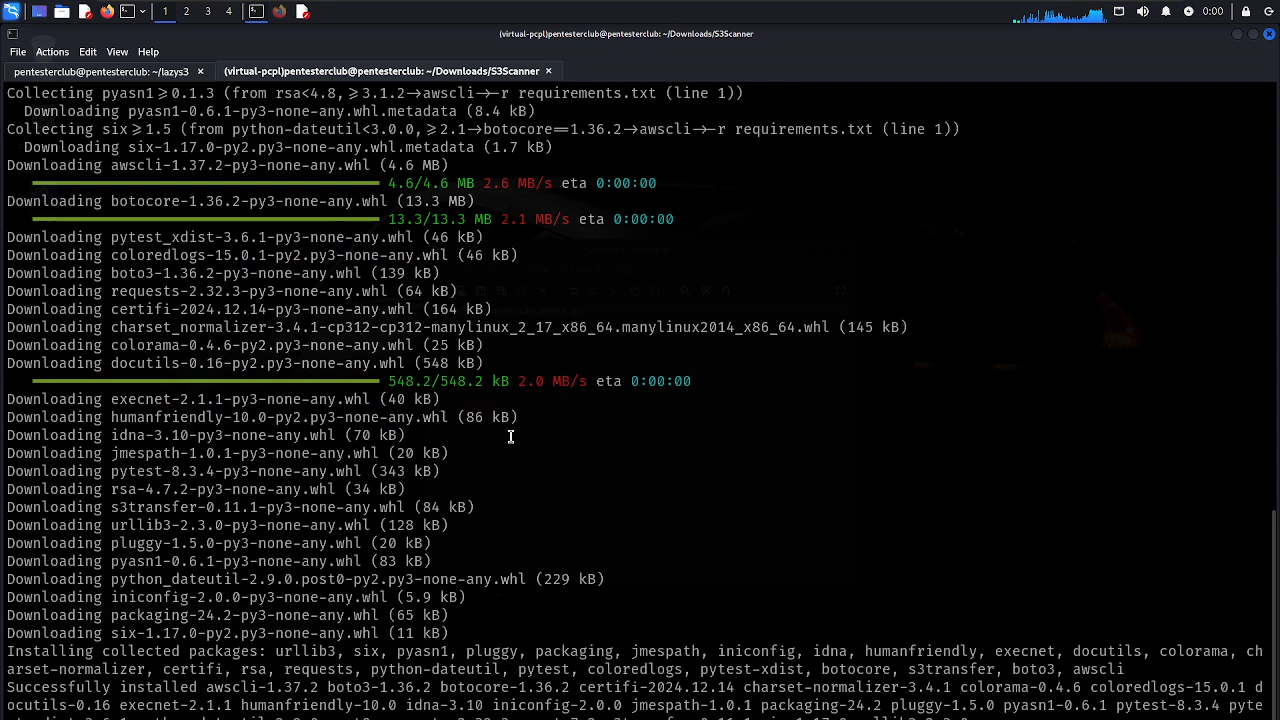 1 2 3 4 0:00
(virtual-pcpl)pentesterclub@pentesterclub: ~/Downloads/S3Scanner
File Actions Edit View Help
pentesterclub@pentesterclub: ~/lazys3 × (virtual-pcpl)pentesterclub@pentesterclub: ~/Downloads/S3Scanner ×
Collecting pyasn1≥0.1.3 (from rsa<4.8,≥3.1.2→awscli→-r requirements.txt (line 1))
Downloading pyasn1-0.6.1-py3-none-any.whl.metadata (8.4 kB)
Collecting six≥1.5 (from python-dateutil<3.0.0,≥2.1→botocore==1.36.2→awscli→-r requirements.txt (line 1))
Downloading six-1.17.0-py2.py3-none-any.whl.metadata (1.7 kB)
Downloading awscli-1.37.2-py3-none-any.whl (4.6 MB)
4.6/4.6 MB 2.6 MB/s eta 0:00:00
Downloading botocore-1.36.2-py3-none-any.whl (13.3 MB)
13.3/13.3 MB 2.1 MB/s eta 0:00:00
Downloading pytest_xdist-3.6.1-py3-none-any.whl (46 kB)
Downloading coloredlogs-15.0.1-py2.py3-none-any.whl (46 kB)
Downloading boto3-1.36.2-py3-none-any.whl (139 kB)
Downloading requests-2.32.3-py3-none-any.whl (64 kB)
Downloading certifi-2024.12.14-py3-none-any.whl (164 kB)
Downloading charset_normalizer-3.4.1-cp312-cp312-manylinux_2_17_x86_64.manylinux2014_x86_64.whl (145 kB)
Downloading colorama-0.4.6-py2.py3-none-any.whl (25 kB)
Downloading docutils-0.16-py2.py3-none-any.whl (548 kB)
548.2/548.2 kB 2.0 MB/s eta 0:00:00
Downloading execnet-2.1.1-py3-none-any.whl (40 kB)
Downloading humanfriendly-10.0-py2.py3-none-any.whl (86 kB)
Downloading idna-3.10-py3-none-any.whl (70 kB)
Downloading jmespath-1.0.1-py3-none-any.whl (20 kB)
Downloading pytest-8.3.4-py3-none-any.whl (343 kB)
Downloading rsa-4.7.2-py3-none-any.whl (34 kB)
Downloading s3transfer-0.11.1-py3-none-any.whl (84 kB)
Downloading urllib3-2.3.0-py3-none-any.whl (128 kB)
Downloading pluggy-1.5.0-py3-none-any.whl (20 kB)
Downloading pyasn1-0.6.1-py3-none-any.whl (83 kB)
Downloading python_dateutil-2.9.0.post0-py2.py3-none-any.whl (229 kB)
Downloading iniconfig-2.0.0-py3-none-any.whl (5.9 kB)
Downloading packaging-24.2-py3-none-any.whl (65 kB)
Downloading six-1.17.0-py2.py3-none-any.whl (11 kB)
Installing collected packages: urllib3, six, pyasn1, pluggy, packaging, jmespath, iniconfig, idna, humanfriendly, execnet, docutils, colorama, ch
arset-normalizer, certifi, rsa, requests, python-dateutil, pytest, coloredlogs, pytest-xdist, botocore, s3transfer, boto3, awscli
Successfully installed awscli-1.37.2 boto3-1.36.2 botocore-1.36.2 certifi-2024.12.14 charset-normalizer-3.4.1 colorama-0.4.6 coloredlogs-15.0.1 d
ocutils-0.16 execnet-2.1.1 humanfriendly-10.0 idna-3.10 iniconfig-2.0.0 jmespath-1.0.1 packaging-24.2 pluggy-1.5.0 pyasn1-0.6.1 pytest-8.3.4 pyte